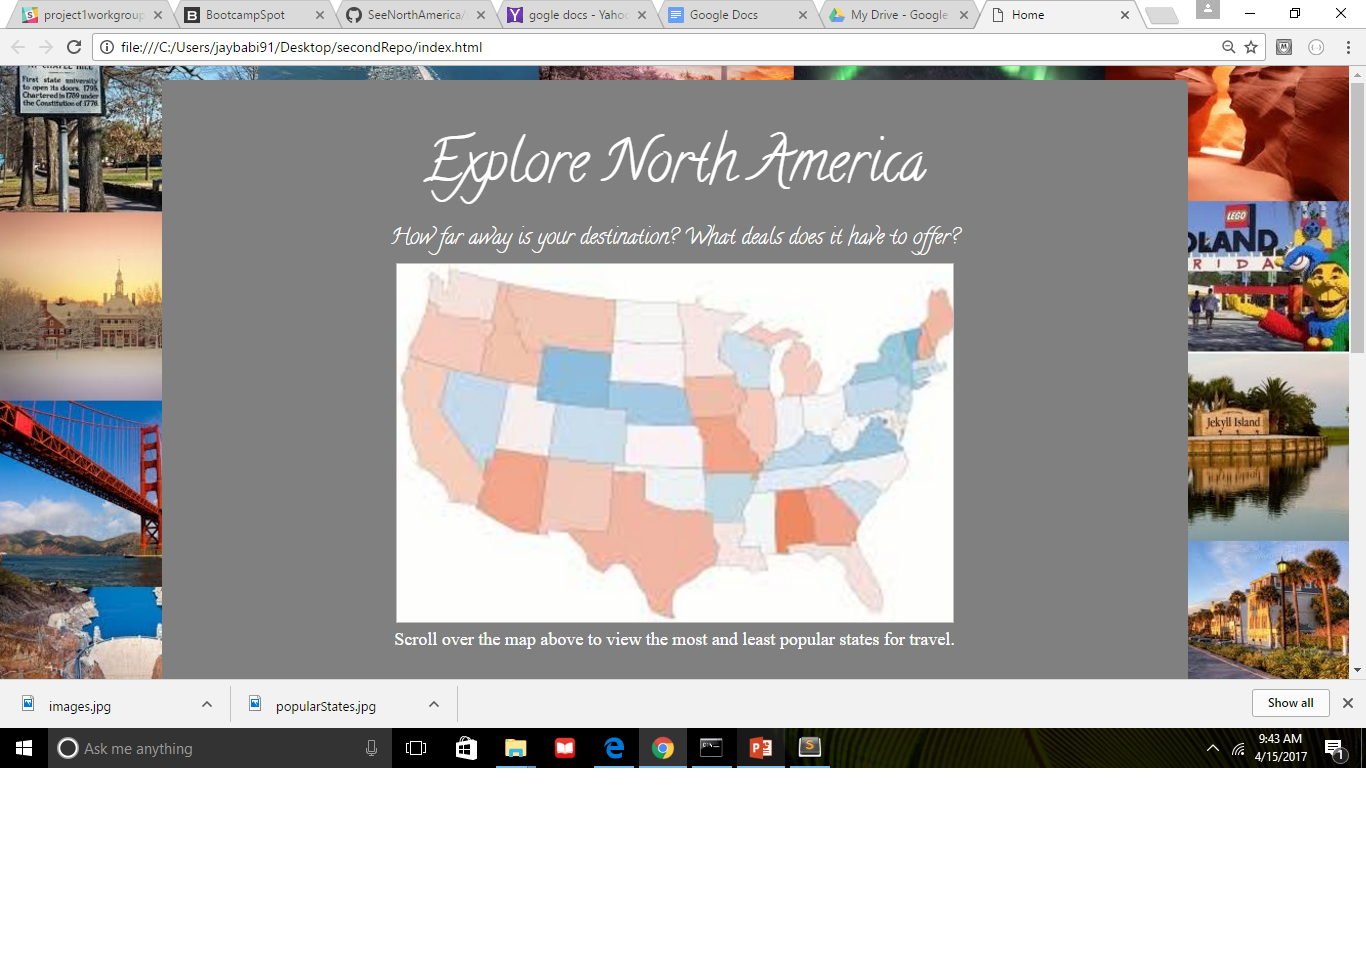 project1workgroup
BootcampSpot
SeeNorthAmerica/
gogle docs - Yahoo
Google Docs
My Drive - Google
Home
file:///C:/Users/jaybabi91/Desktop/secondRepo/index.html
First state university
to open its doors, 1795.
Chartered in 1789 under
the Constitution of 1776.
Explore North America
How far away is your destination? What deals does it have to offer?
LEGO
LAND
RIDA
Jekyll Island
Scroll over the map above to view the most and least popular states for travel.
images.jpg
popularStates.jpg
Show all
Ask me anything
9:43 AM
4/15/2017
1